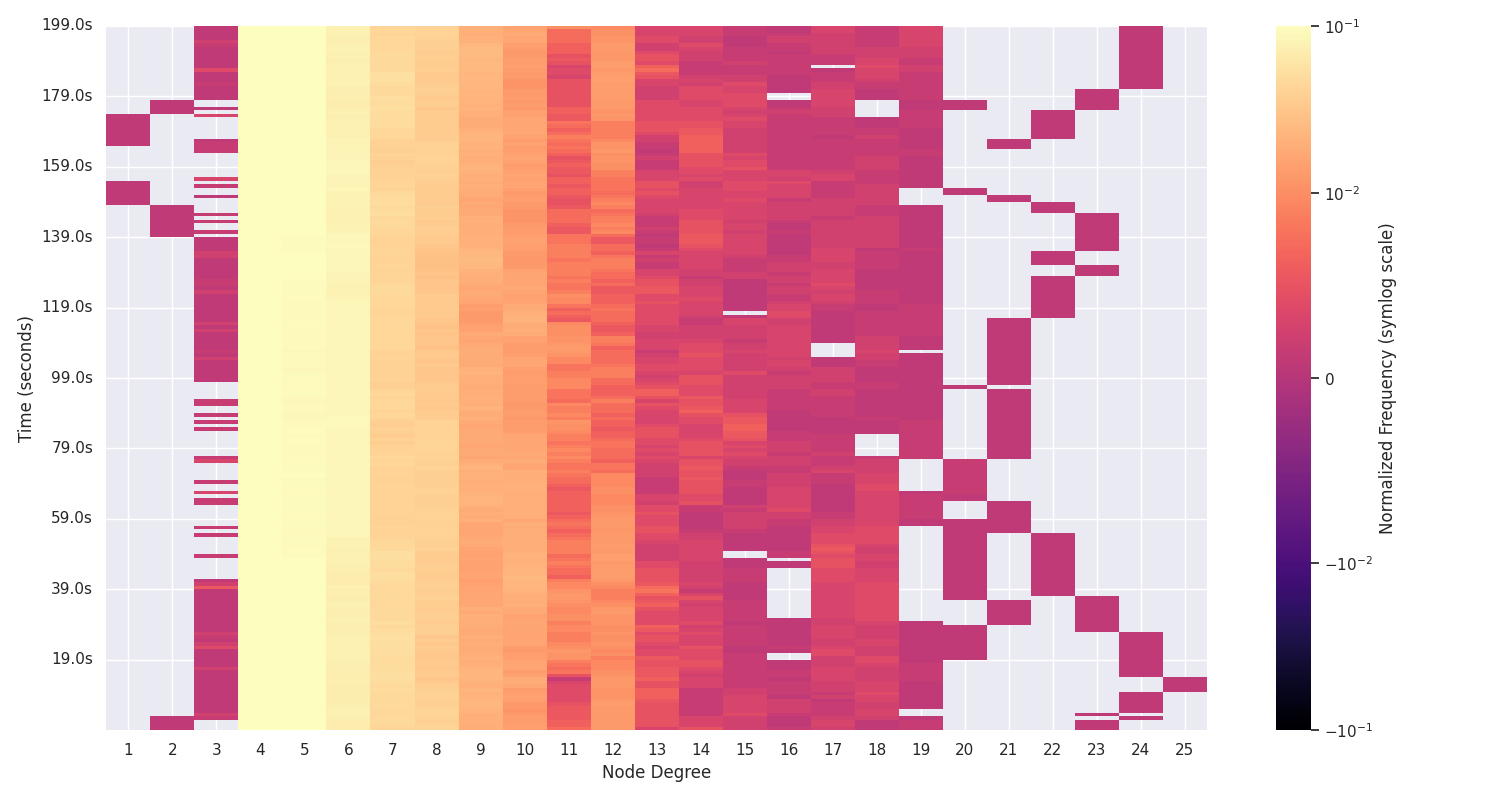 199.0s
179.0s
159.0s
139.0s
119.0s
99.0s
79.0s
59.0s
39.0s
19.0s
Time (seconds)
1 2 3 4 5 6 7 8 9 10 11 12 13 14 15 16 17 18 19 20 21 22 23 24 25
Node Degree
10⁻¹
10⁻²
0
−10⁻²
−10⁻¹
Normalized Frequency (symlog scale)